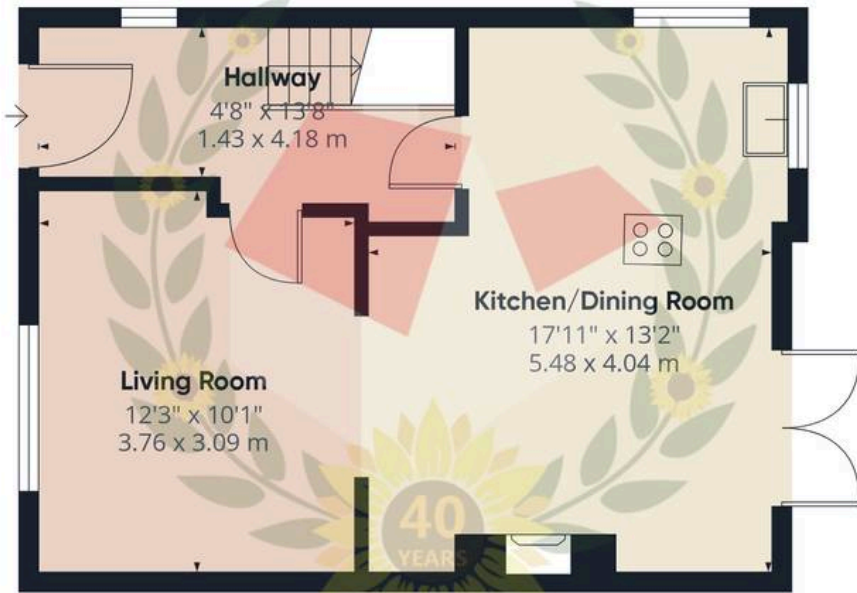 Hallway
4'8" x 13'8"
1.43 x 4.18 m
Kitchen/Dining Room
17'11" x 13'2"
5.48 x 4.04 m
Living Room
12'3" x 10'1"
3.76 x 3.09 m
40
YEARS